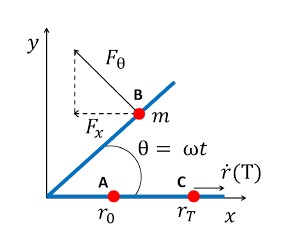 y
F_θ
B
m
F_x
θ = ωt
A
C
ṙ(T)
r_0
r_T
x